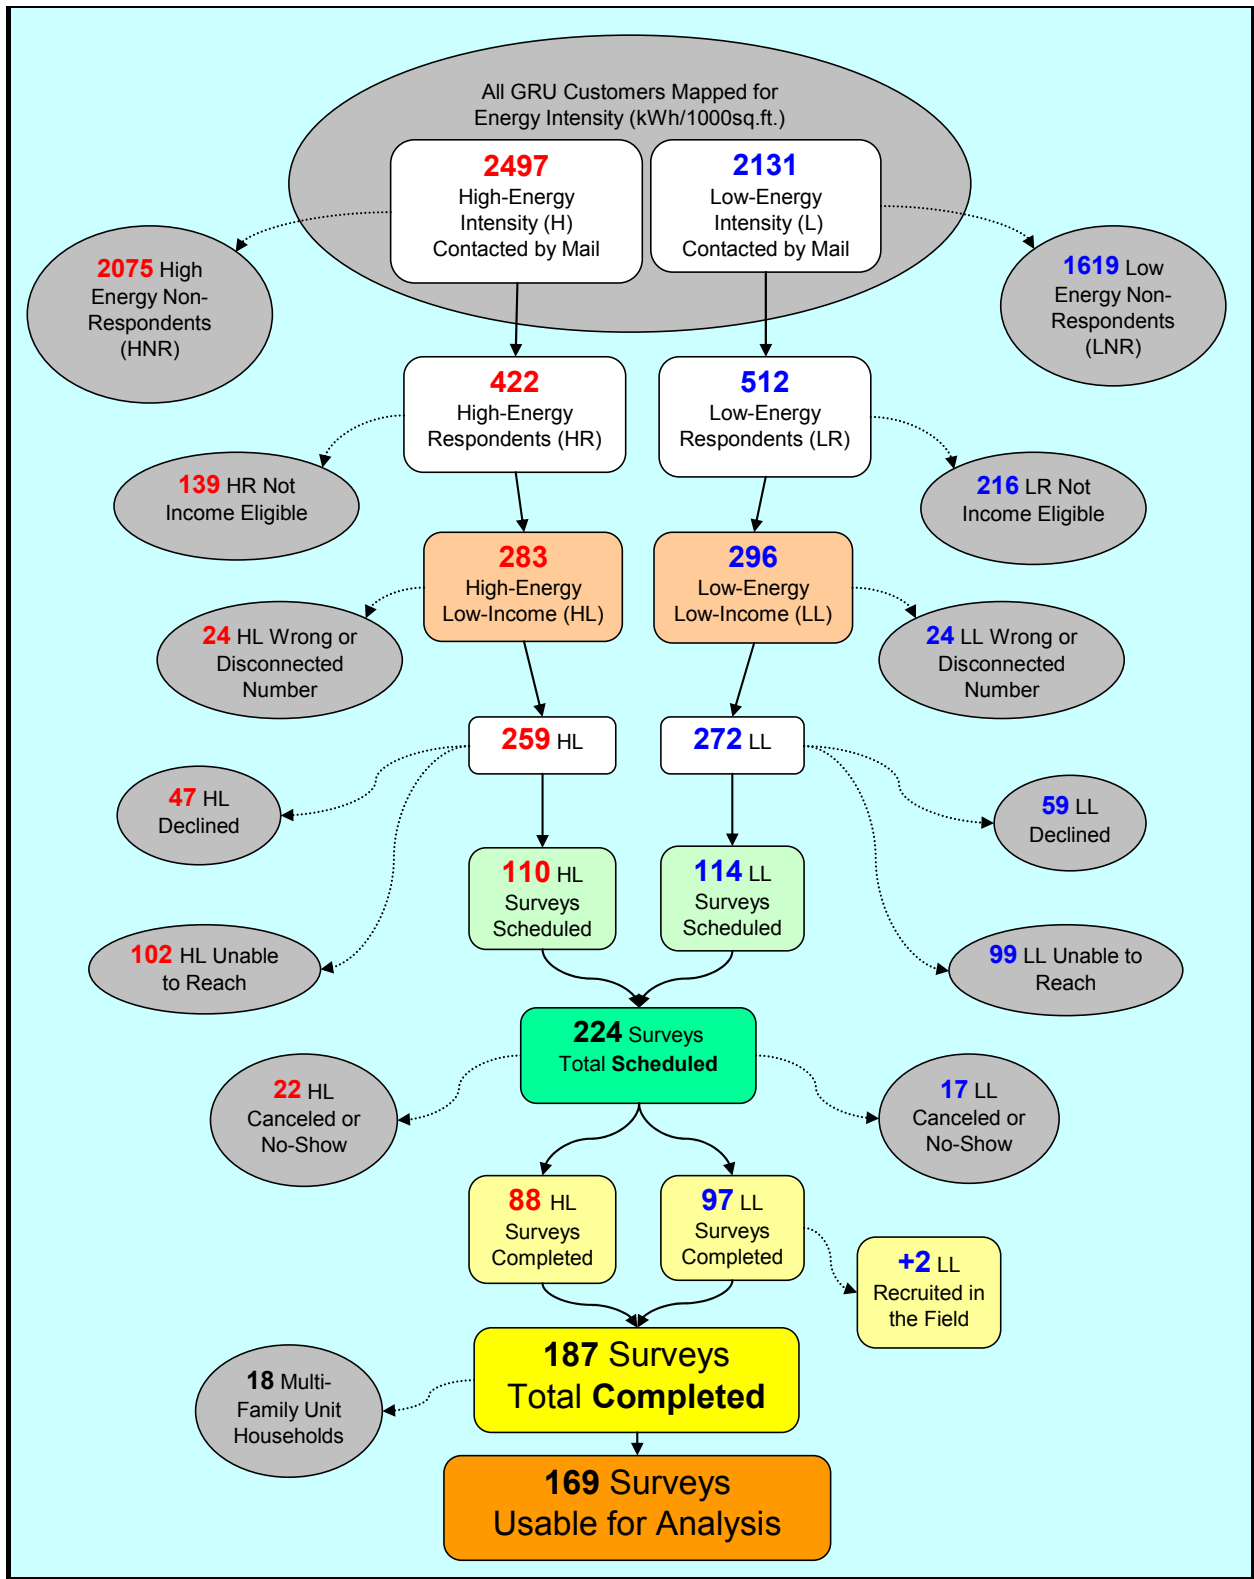 All GRU Customers Mapped for
Energy Intensity (kWh/1000sq.ft.)
2497
High-Energy
Intensity (H)
Contacted by Mail
2131
Low-Energy
Intensity (L)
Contacted by Mail
2075 High
Energy Non-
Respondents
(HNR)
1619 Low
Energy Non-
Respondents
(LNR)
422
High-Energy
Respondents (HR)
512
Low-Energy
Respondents (LR)
139 HR Not
Income Eligible
216 LR Not
Income Eligible
283
High-Energy
Low-Income (HL)
296
Low-Energy
Low-Income (LL)
24 HL Wrong or
Disconnected
Number
24 LL Wrong or
Disconnected
Number
259 HL
272 LL
47 HL
Declined
59 LL
Declined
110 HL
Surveys
Scheduled
114 LL
Surveys
Scheduled
102 HL Unable
to Reach
99 LL Unable to
Reach
224 Surveys
Total Scheduled
22 HL
Canceled or
No-Show
17 LL
Canceled or
No-Show
88 HL
Surveys
Completed
97 LL
Surveys
Completed
+2 LL
Recruited in
the Field
187 Surveys
Total Completed
18 Multi-
Family Unit
Households
169 Surveys
Usable for Analysis